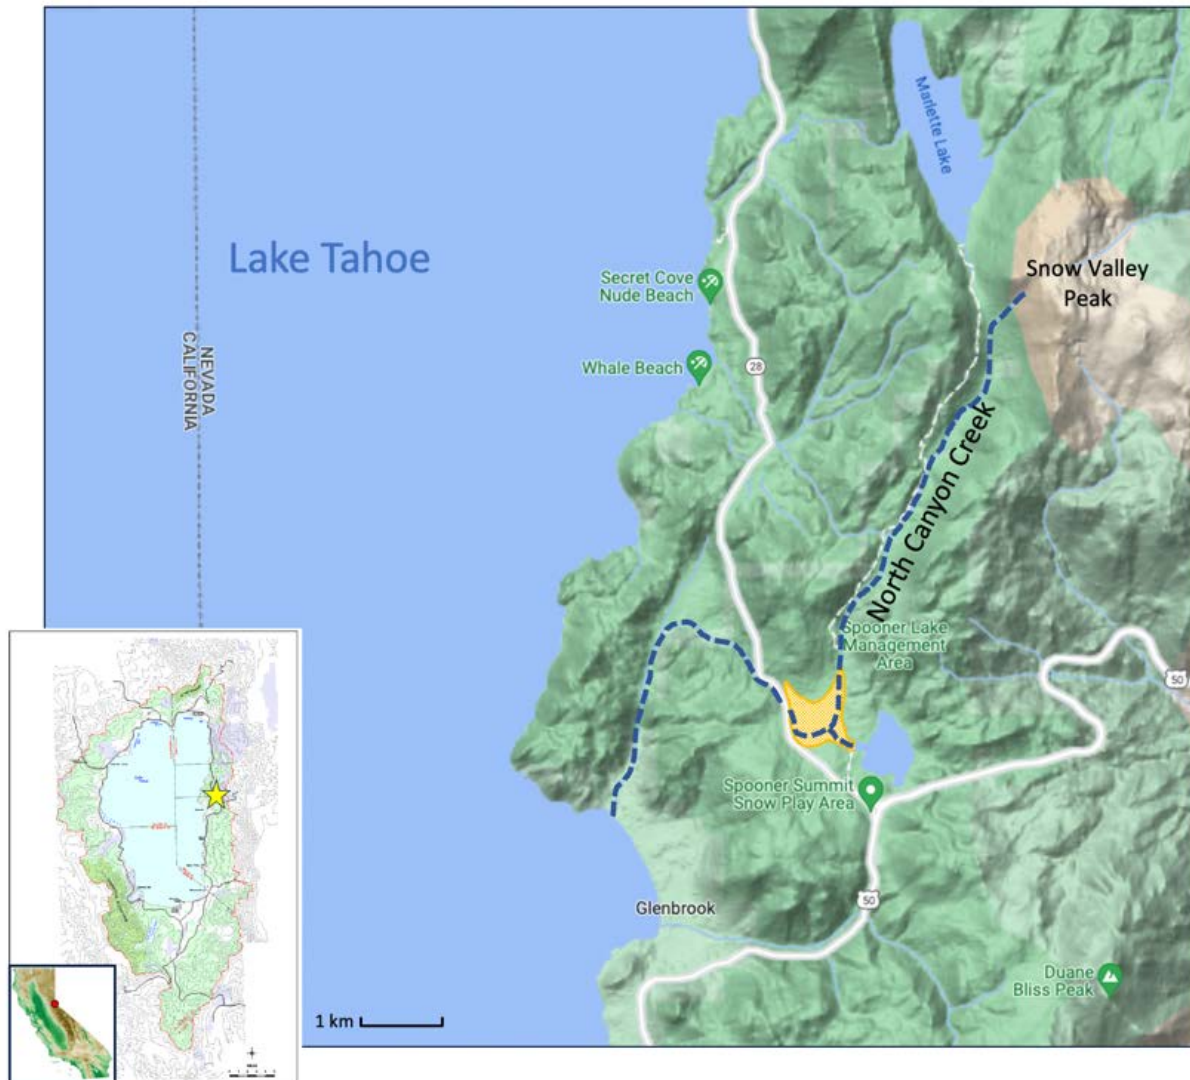 Marlette Lake
Lake Tahoe
Snow Valley
Peak
Secret Cove
Nude Beach
NEVADA
CALIFORNIA
Whale Beach
28
North Canyon Creek
Spooner Lake
Management
Area
50
Spooner Summit
Snow Play Area
Glenbrook
50
Duane
Bliss Peak
1 km